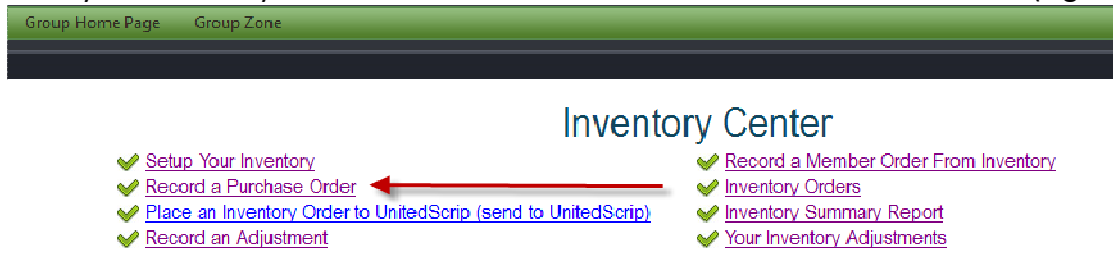 Group Home Page Group Zone
Inventory Center
Setup Your Inventory
Record a Purchase Order
Place an Inventory Order to UnitedScrip (send to UnitedScrip)
Record an Adjustment
Record a Member Order From Inventory
Inventory Orders
Inventory Summary Report
Your Inventory Adjustments